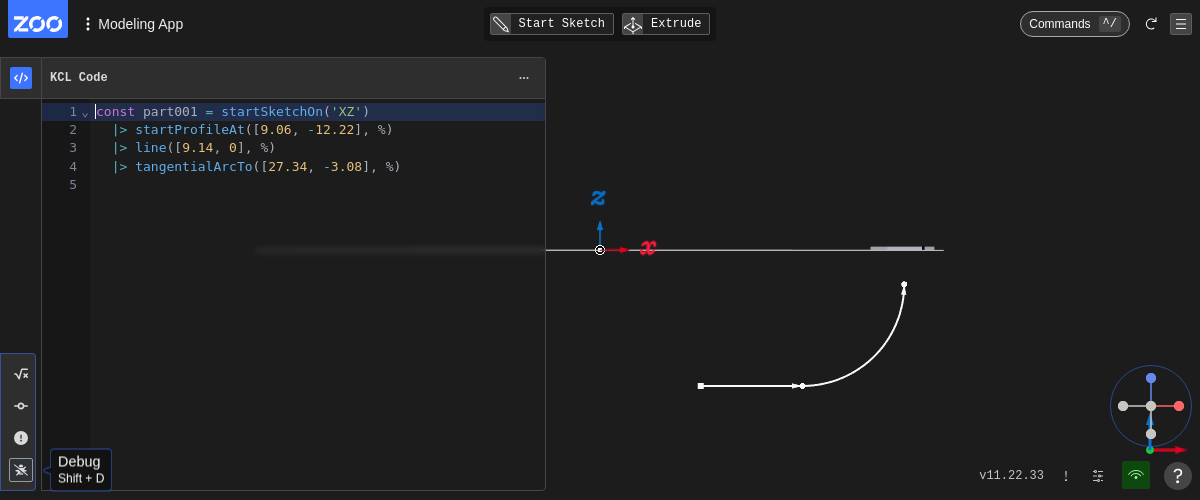 ZOO
Modeling App
Start Sketch
Extrude
Commands ^/
KCL Code
1 const part001 = startSketchOn('XZ')
2 |> startProfileAt([9.06, -12.22], %)
3 |> line([9.14, 0], %)
4 |> tangentialArcTo([27.34, -3.08], %)
5
z
x
Debug
Shift + D
v11.22.33
!
?